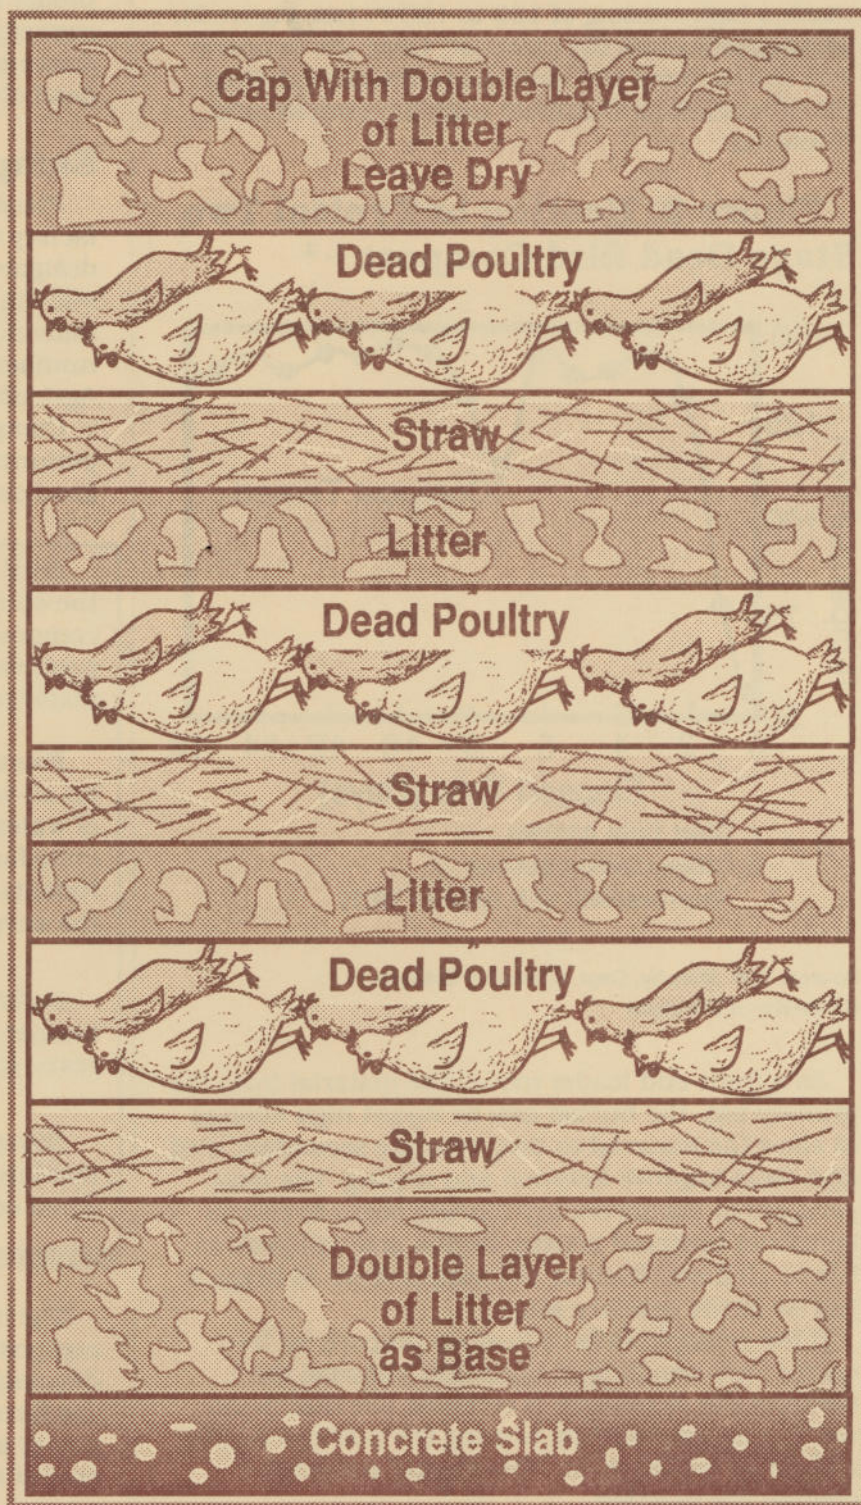 Cap With Double Layer
of Litter
Leave Dry
Dead Poultry
Straw
Litter
Dead Poultry
Straw
Litter
Dead Poultry
Straw
Double Layer
of Litter
as Base
Concrete Slab